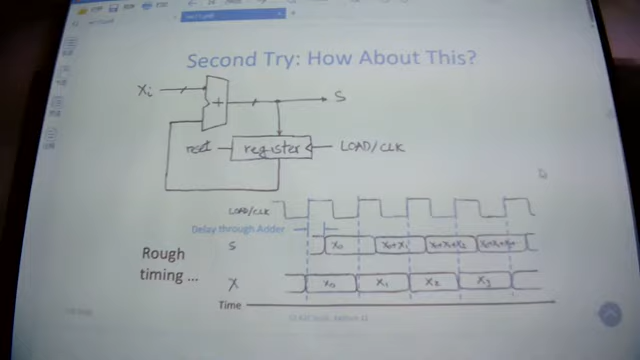 Second Try: How About This?
Xi
+
S
reset
register
LOAD/CLK
LOAD/CLK
Delay through Adder
S
X0
X0+X1
X0+X1+X2
Rough
timing ...
X
X0
X1
X2
X3
Time